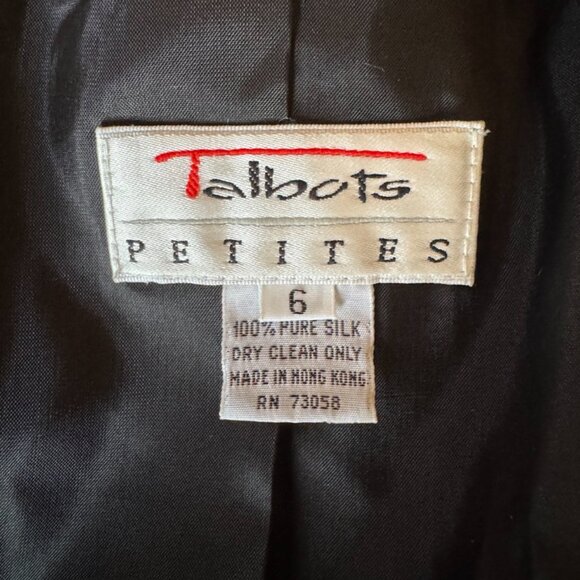 Talbots
PETITES
6
100% PURE SILK
DRY CLEAN ONLY
MADE IN HONG KONG
RN 73058